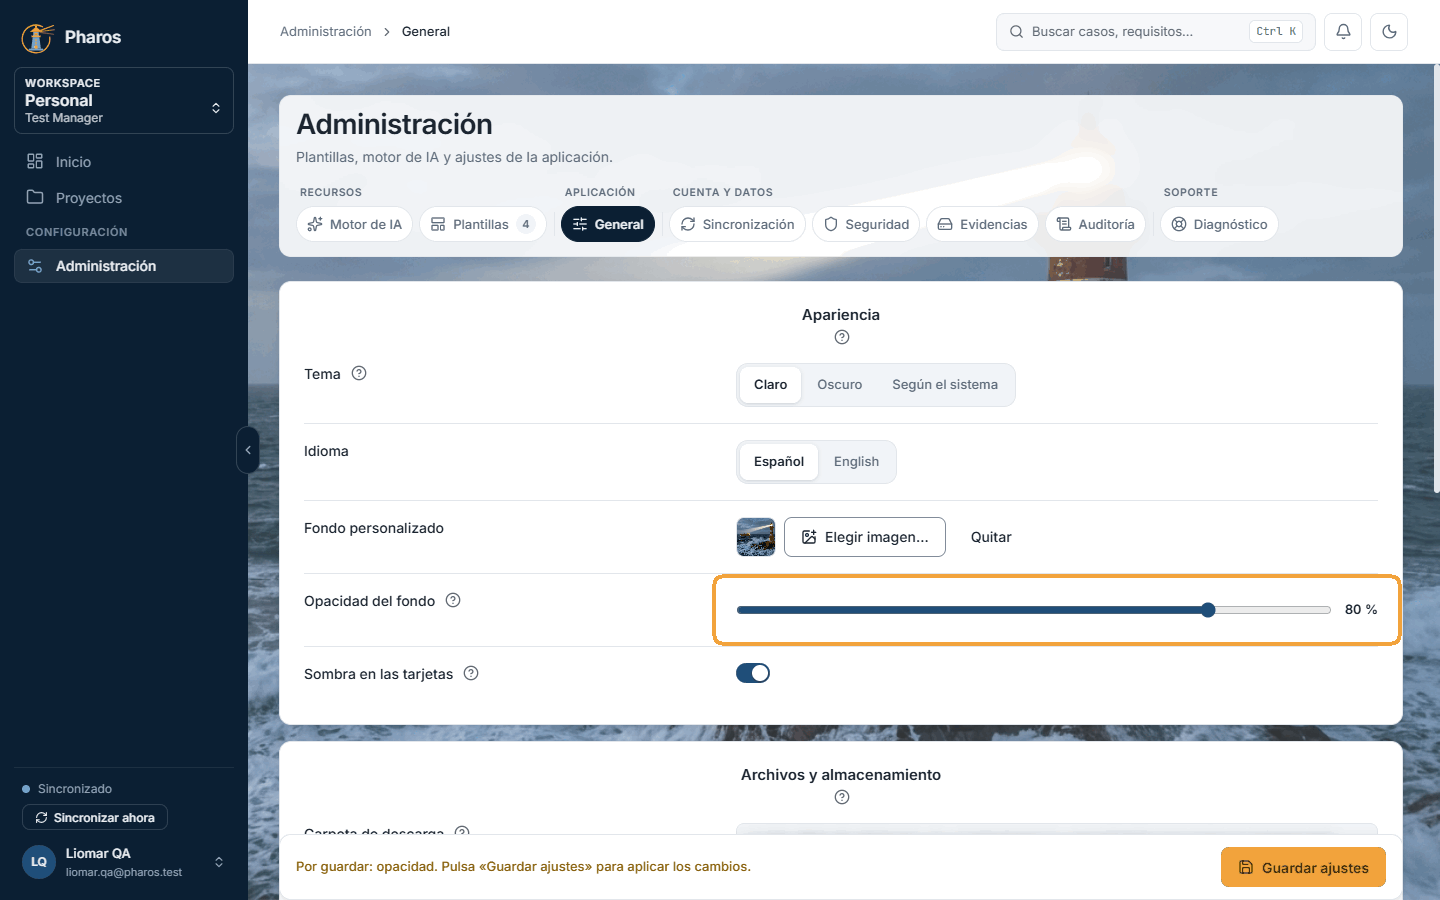 Pharos
WORKSPACE
Personal
Test Manager
Inicio
Proyectos
CONFIGURACIÓN
Administración
Sincronizado
Sincronizar ahora
LQ
Liomar QA
liomar.qa@pharos.test
Administración > General
Buscar casos, requisitos...
Ctrl K
Administración
Plantillas, motor de IA y ajustes de la aplicación.
RECURSOS
Motor de IA
Plantillas 4
APLICACIÓN
General
CUENTA Y DATOS
Sincronización
Seguridad
Evidencias
Auditoría
SOPORTE
Diagnóstico
Apariencia
Tema
Claro
Oscuro
Según el sistema
Idioma
Español
English
Fondo personalizado
Elegir imagen...
Quitar
Opacidad del fondo
80 %
Sombra en las tarjetas
Archivos y almacenamiento
Carpeta de descarga
Por guardar: opacidad. Pulsa «Guardar ajustes» para aplicar los cambios.
Guardar ajustes